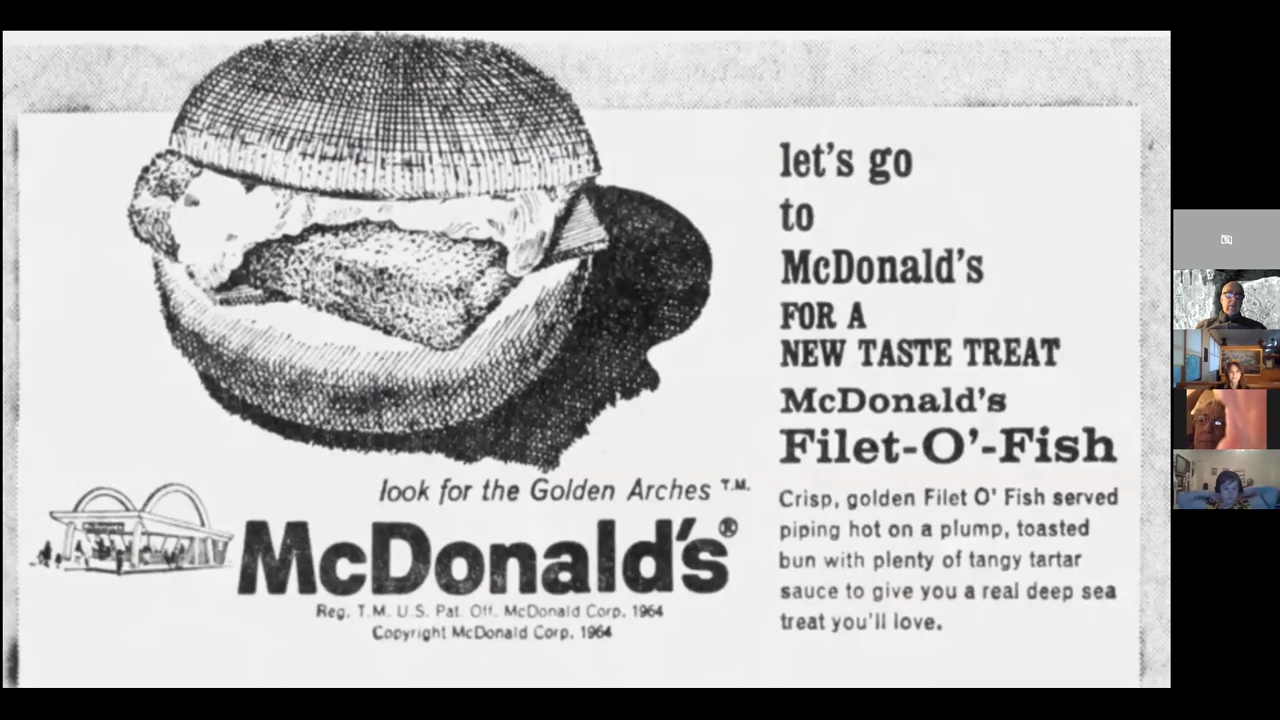 let's go
to
McDonald's
FOR A
NEW TASTE TREAT
McDonald's
Filet-O'-Fish
Crisp, golden Filet O' Fish served
piping hot on a plump, toasted
bun with plenty of tangy tartar
sauce to give you a real deep sea
treat you'll love.
look for the Golden Arches T.M.
McDonald's®
Reg. T.M. U.S. Pat. Off. McDonald Corp. 1964
Copyright McDonald Corp. 1964